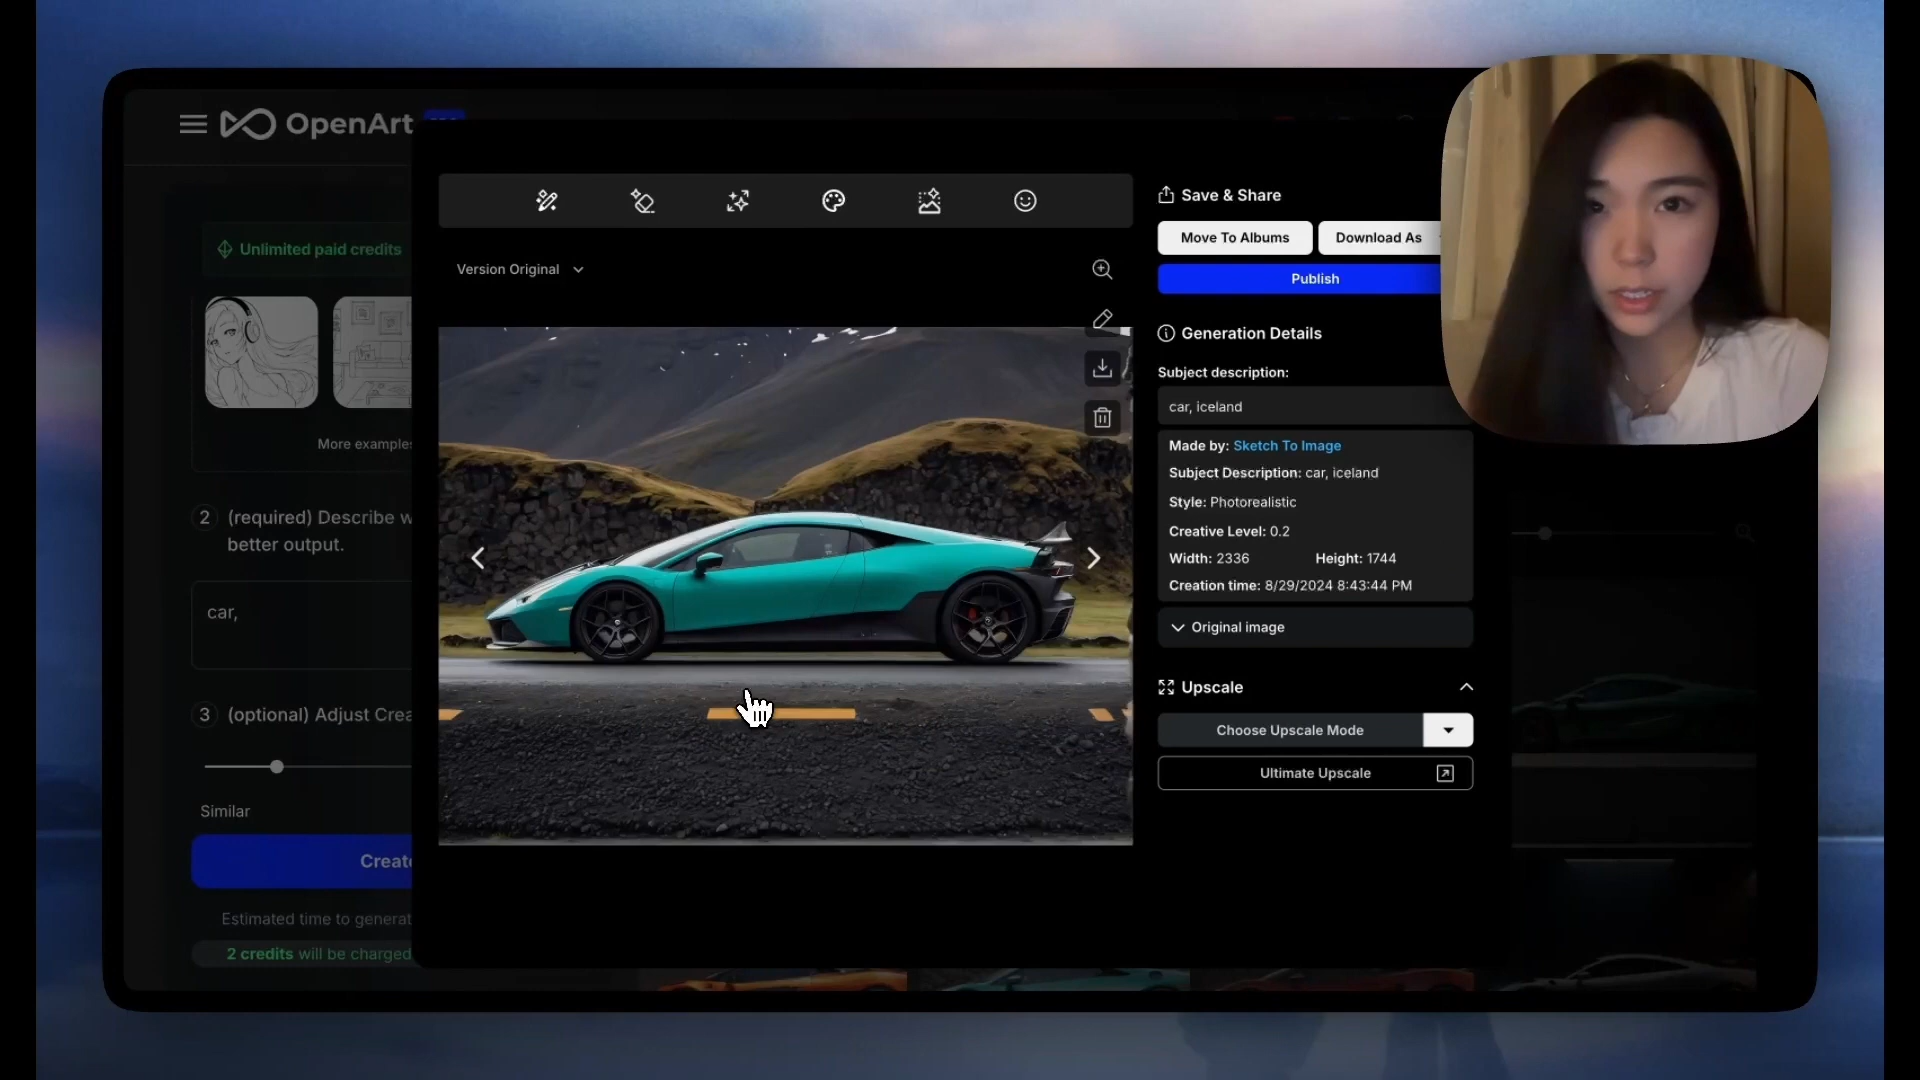 OpenArt
Unlimited paid credits
More examples
2 (required) Describe w
better output.
car,
3 (optional) Adjust Crea
Similar
Create
Estimated time to generat
2 credits will be charged
Version Original
Save & Share
Move To Albums
Download As
Publish
Generation Details
Subject description:
car, iceland
Made by: Sketch To Image
Subject Description: car, iceland
Style: Photorealistic
Creative Level: 0.2
Width: 2336 Height: 1744
Creation time: 8/29/2024 8:43:44 PM
Original image
Upscale
Choose Upscale Mode
Ultimate Upscale